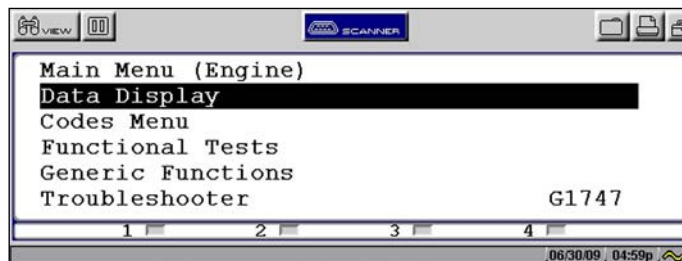 VIEW SCANNER
Main Menu (Engine)
Data Display
Codes Menu
Functional Tests
Generic Functions
Troubleshooter G1747
1 2 3 4
06/30/09 04:59p